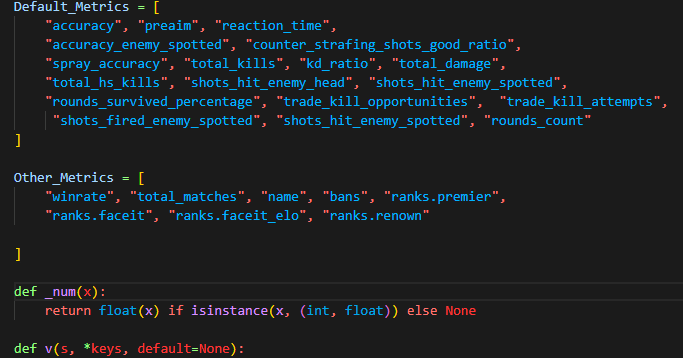 Default_Metrics = [
    "accuracy", "preaim", "reaction_time",
    "accuracy_enemy_spotted", "counter_strafing_shots_good_ratio",
    "spray_accuracy", "total_kills", "kd_ratio", "total_damage",
    "total_hs_kills", "shots_hit_enemy_head", "shots_hit_enemy_spotted",
    "rounds_survived_percentage", "trade_kill_opportunities",  "trade_kill_attempts",
     "shots_fired_enemy_spotted", "shots_hit_enemy_spotted", "rounds_count"
]
Other_Metrics = [
    "winrate", "total_matches", "name", "bans", "ranks.premier",
    "ranks.faceit", "ranks.faceit_elo", "ranks.renown"
]
def _num(x):
    return float(x) if isinstance(x, (int, float)) else None
def v(s, *keys, default=None):